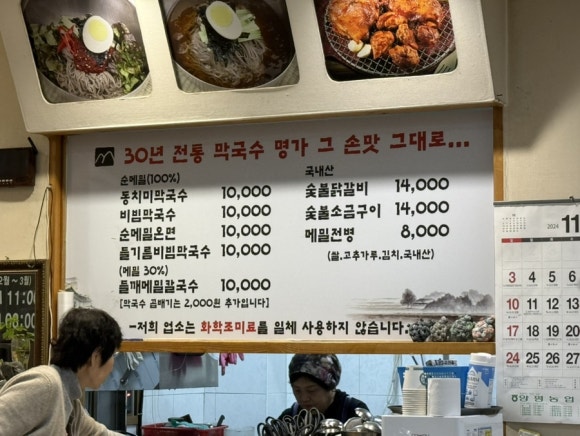 30년 전통 막국수 명가 그 손맛 그대로...
순메밀(100%)
동치미막국수 10,000
비빔막국수 10,000
순메밀온면 10,000
들기름비빔막국수 10,000
(메밀 30%)
들깨메밀칼국수 10,000
[막국수 곱배기는 2,000원 추가입니다]
국내산
숯불닭갈비 14,000
숯불소금구이 14,000
메밀전병 8,000
(쌀.고추가루.김치.국내산)
-저희 업소는 화학조미료를 일체 사용하지 않습니다.
2024 11
3 4 5 6
10 11 12 13
17 18 19 20
24 25 26 27